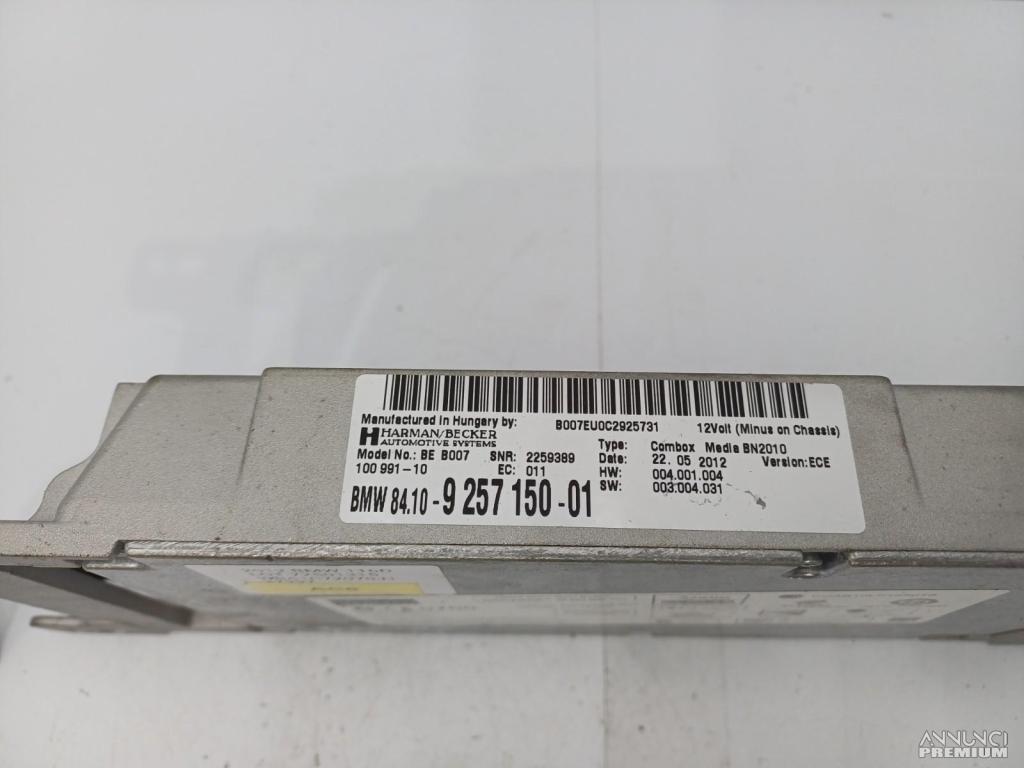 Manufactured in Hungary by:
B007EU0C2925731
12Volt (Minus on Chassis)
HARMAN/BECKER
AUTOMOTIVE SYSTEMS
Type: Combox Media BN2010
Model No.: BE B007 SNR: 2259389
Date: 22. 05 2012 Version: ECE
100 991-10 EC: 011
HW: 004.001.004
SW: 003.004.031
BMW 84.10 - 9 257 150 - 01
ANNUNCI
PREMIUM